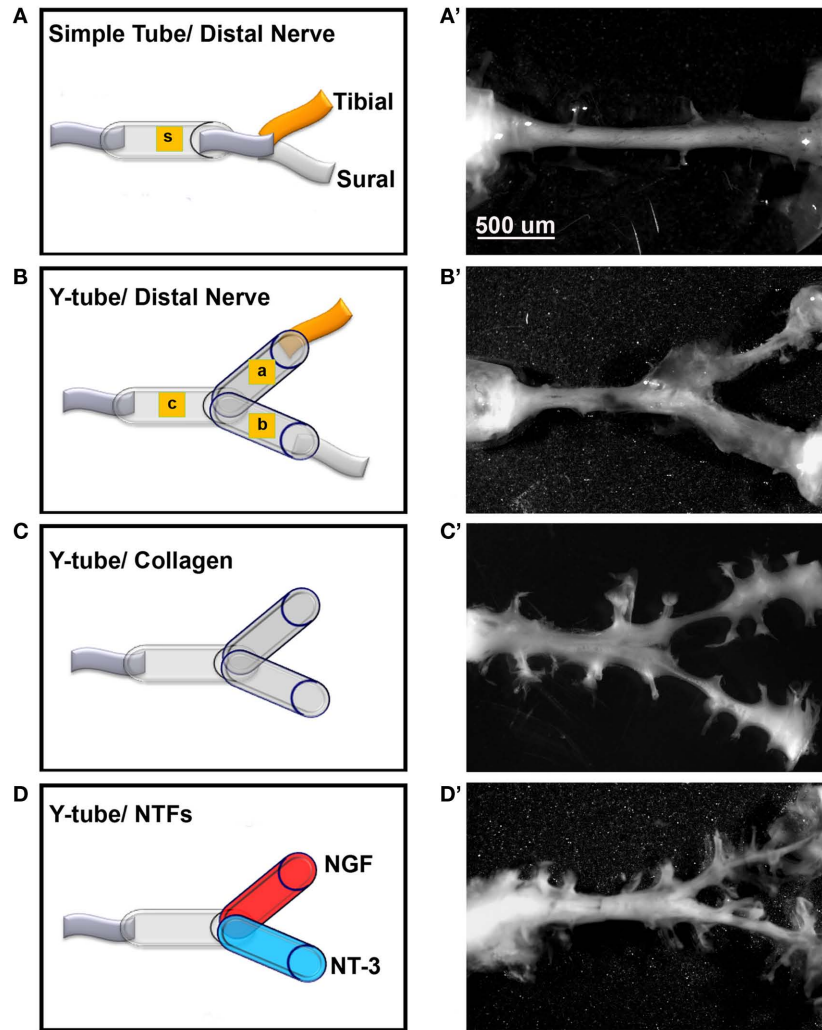 A
Simple Tube/ Distal Nerve
s
Tibial
Sural
A’
500 um
B
Y-tube/ Distal Nerve
a
c
b
B’
C
Y-tube/ Collagen
C’
D
Y-tube/ NTFs
NGF
NT-3
D’